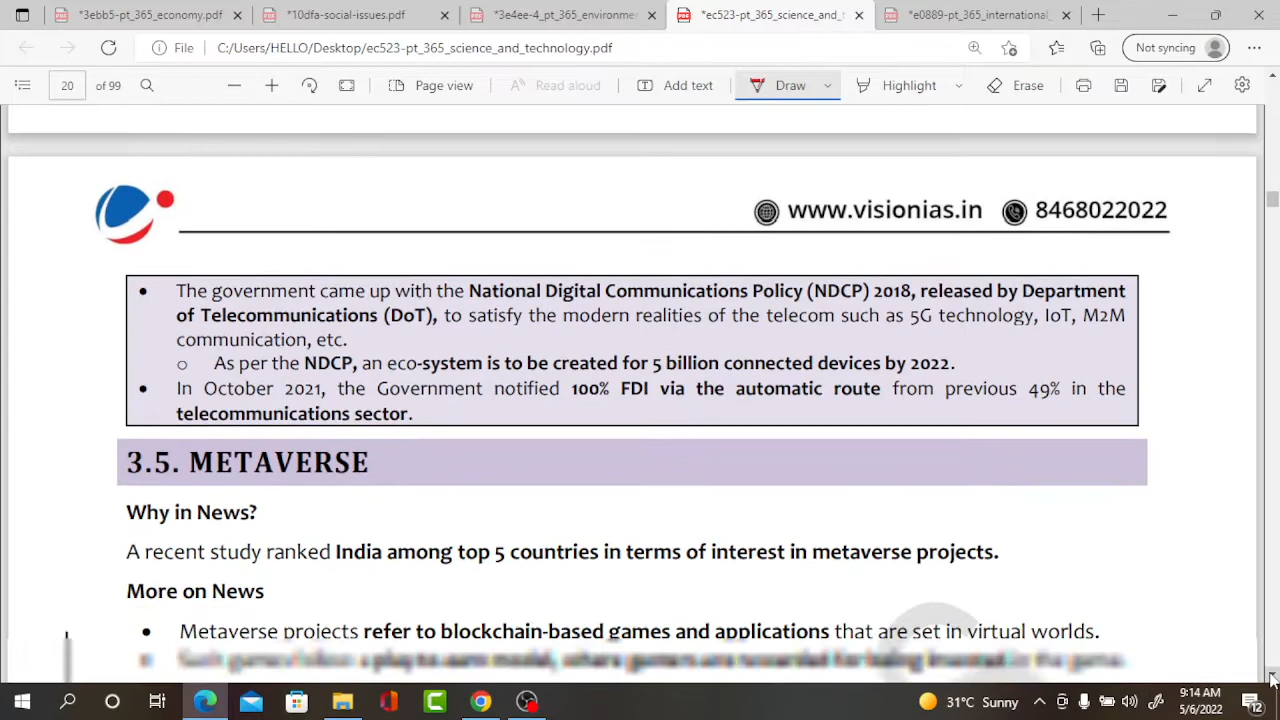 *3ebb5-pt_365_economy.pdf
*10dfa-social-issues.pdf
*3e4ee-4_pt_365_environme
*ec523-pt_365_science_and_t
*e0889-pt_365_international_
File C:/Users/HELLO/Desktop/ec523-pt_365_science_and_technology.pdf
Not syncing
20 of 99
Page view
Read aloud
Add text
Draw
Highlight
Erase
www.visionias.in 8468022022
• The government came up with the National Digital Communications Policy (NDCP) 2018, released by Department
of Telecommunications (DoT), to satisfy the modern realities of the telecom such as 5G technology, IoT, M2M
communication, etc.
o As per the NDCP, an eco-system is to be created for 5 billion connected devices by 2022.
• In October 2021, the Government notified 100% FDI via the automatic route from previous 49% in the
telecommunications sector.
3.5. METAVERSE
Why in News?
A recent study ranked India among top 5 countries in terms of interest in metaverse projects.
More on News
• Metaverse projects refer to blockchain-based games and applications that are set in virtual worlds.
31°C Sunny
9:14 AM
5/6/2022
12